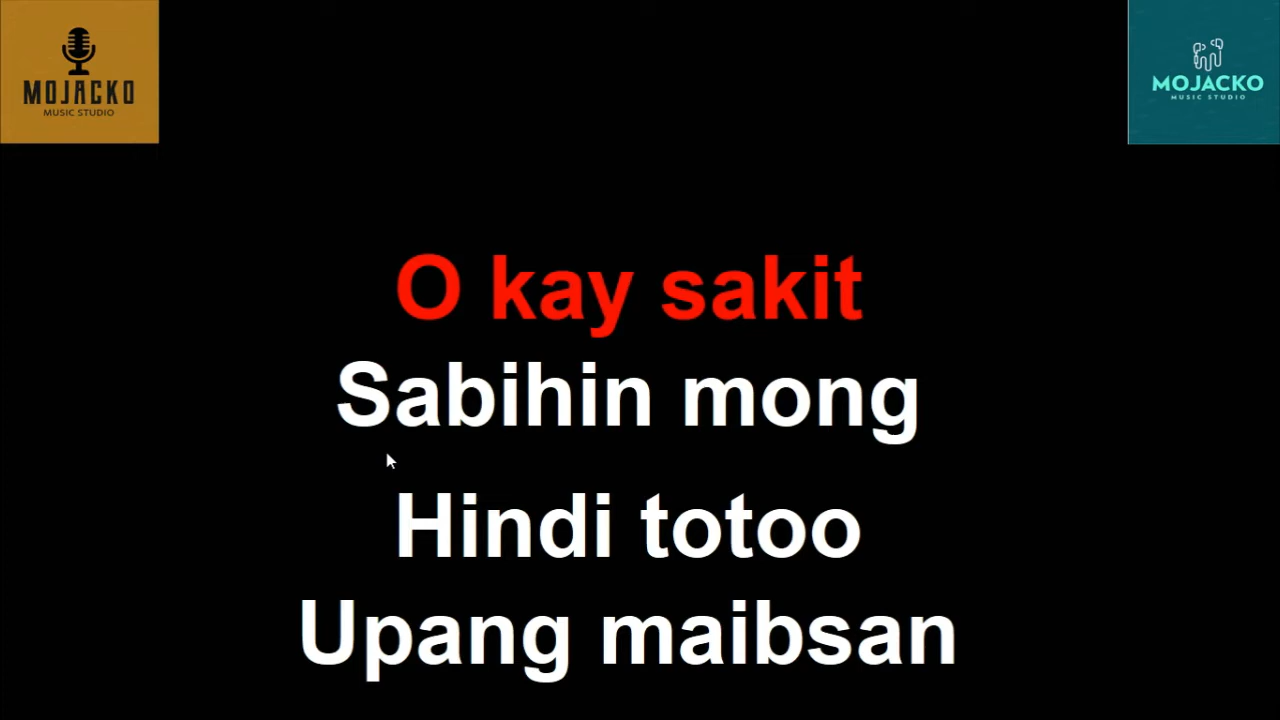 MOJACKO
MUSIC STUDIO
MOJACKO
MUSIC STUDIO
O kay sakit
Sabihin mong
Hindi totoo
Upang maibsan